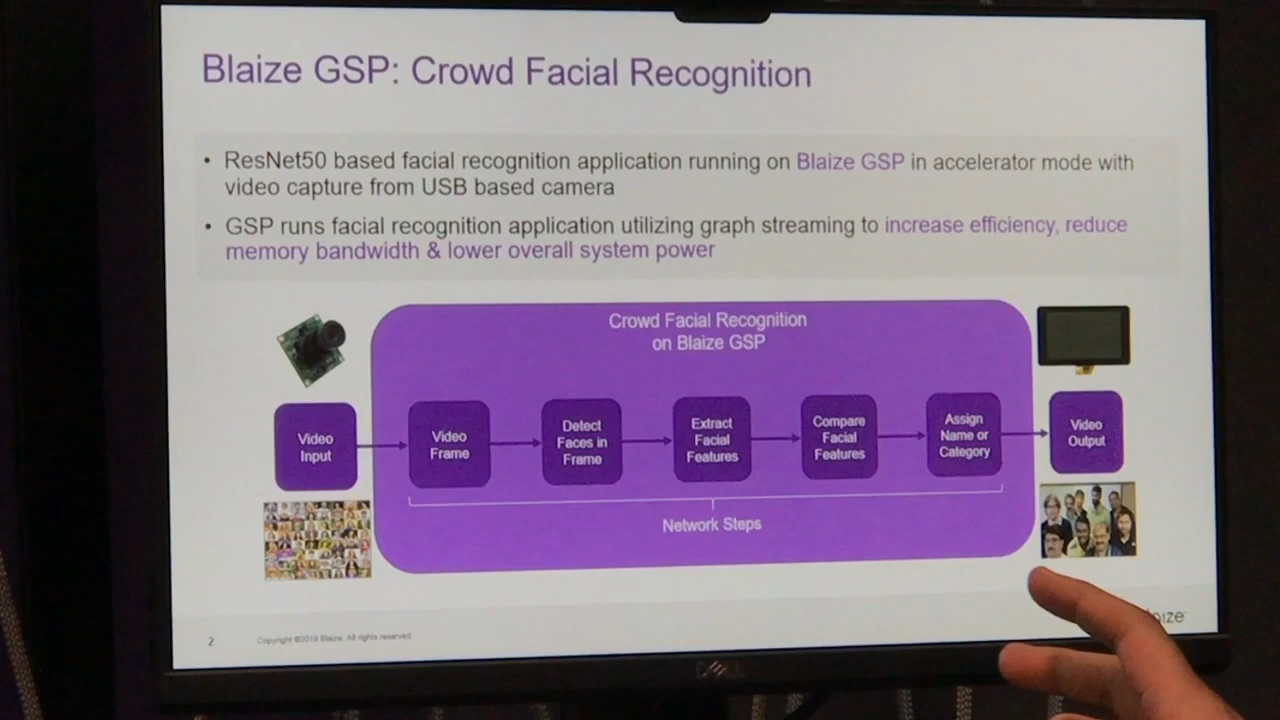 Blaize GSP: Crowd Facial Recognition
• ResNet50 based facial recognition application running on Blaize GSP in accelerator mode with
video capture from USB based camera
• GSP runs facial recognition application utilizing graph streaming to increase efficiency, reduce
memory bandwidth & lower overall system power
Crowd Facial Recognition
on Blaize GSP
Video
Input
Video
Frame
Detect
Faces in
Frame
Extract
Facial
Features
Compare
Facial
Features
Assign
Name or
Category
Video
Output
Network Steps
2
Copyright ©2019 Blaize. All rights reserved
DELL